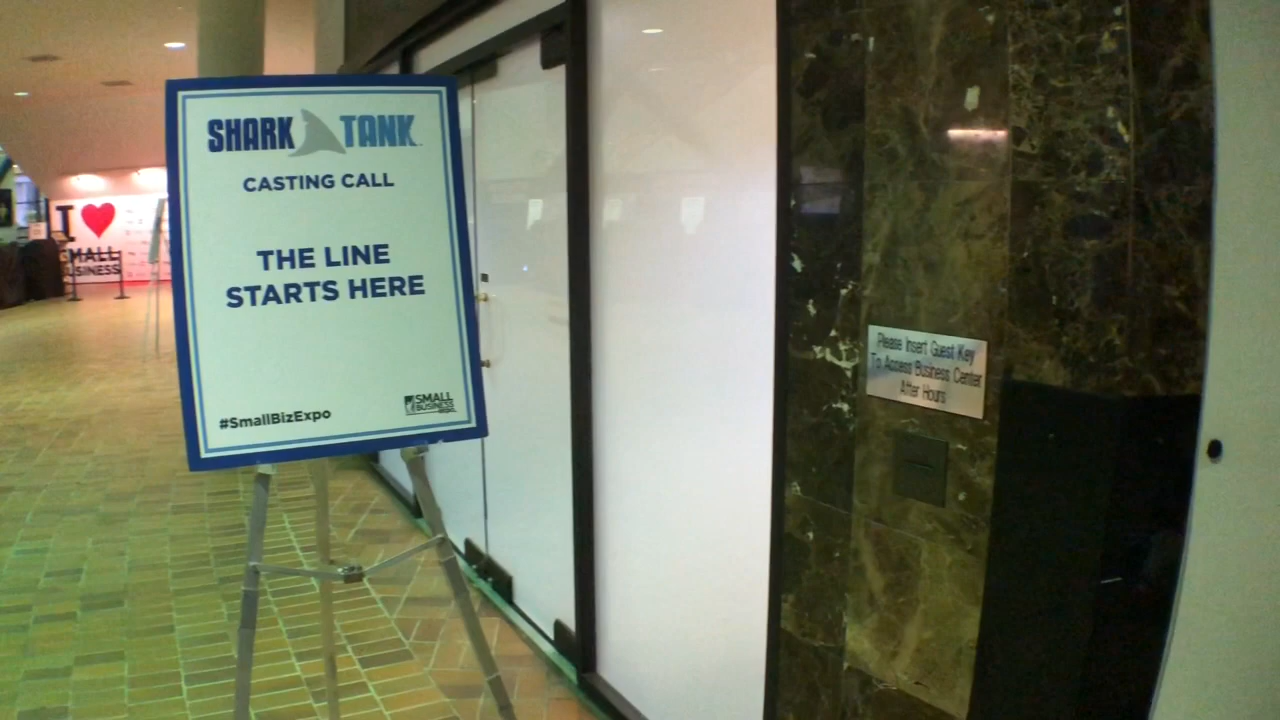 SHARK TANK
CASTING CALL
THE LINE
STARTS HERE
#SmallBizExpo
SMALL
BUSINESS
expo
I
SMALL
BUSINESS
Please Insert Guest Key
To Access Business Center
After Hours